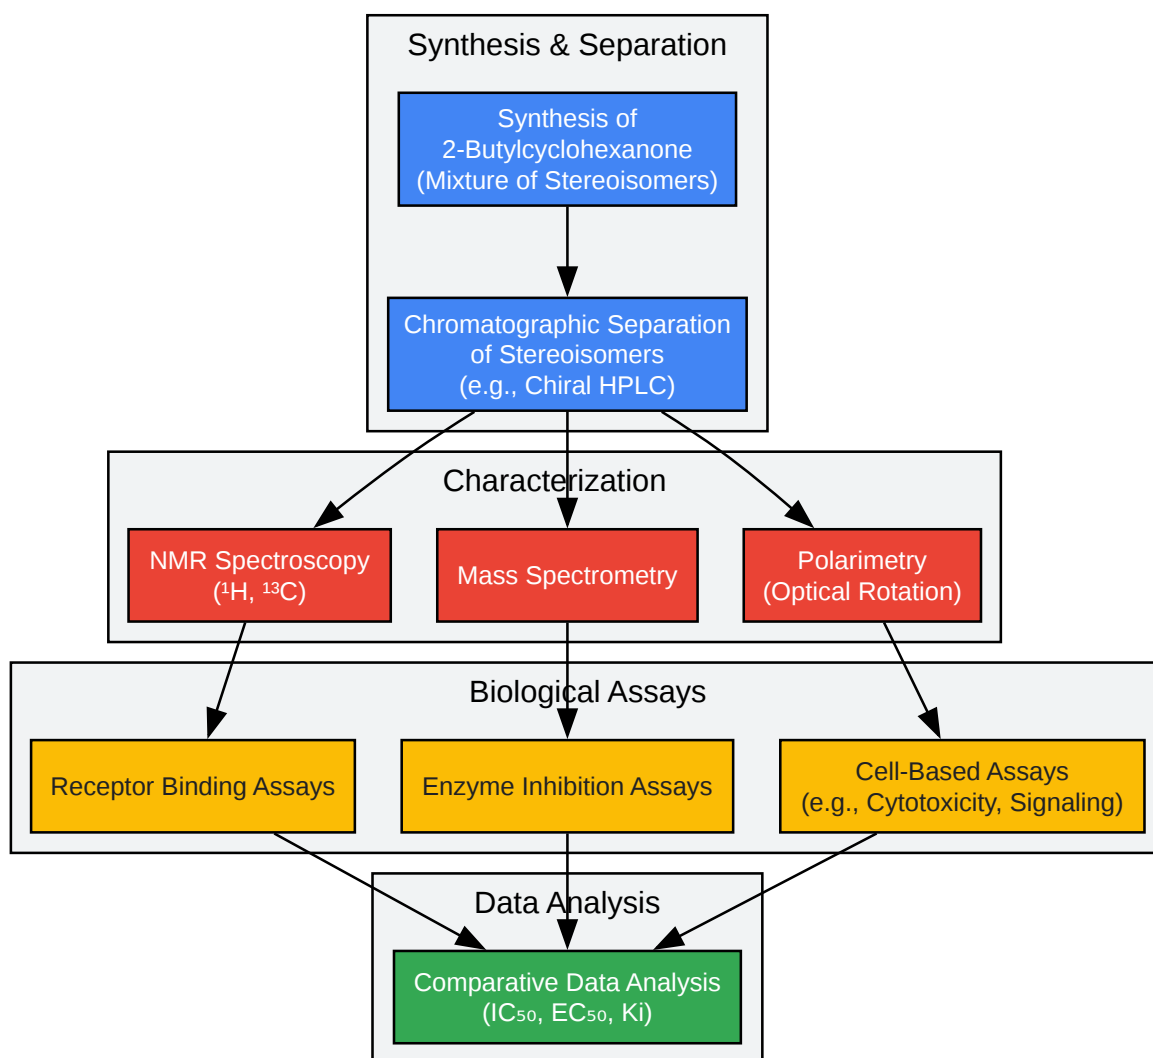 Synthesis & Separation
Synthesis of
2-Butylcyclohexanone
(Mixture of Stereoisomers)
Chromatographic Separation
of Stereoisomers
(e.g., Chiral HPLC)
Characterization
NMR Spectroscopy
(¹H, ¹³C)
Mass Spectrometry
Polarimetry
(Optical Rotation)
Biological Assays
Receptor Binding Assays
Enzyme Inhibition Assays
Cell-Based Assays
(e.g., Cytotoxicity, Signaling)
Data Analysis
Comparative Data Analysis
(IC₅₀, EC₅₀, Ki)